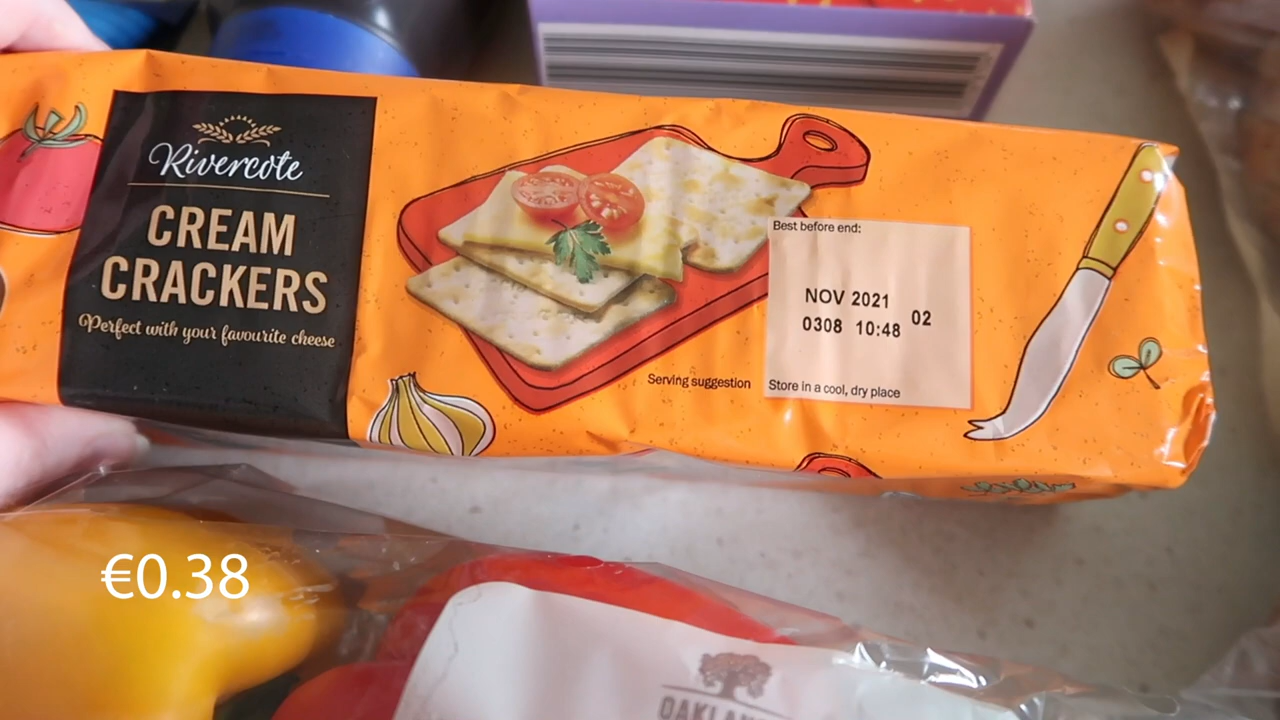 Rivercote
CREAM
CRACKERS
Perfect with your favourite cheese
Best before end:
NOV 2021
02
0308 10:48
Serving suggestion
Store in a cool, dry place
€0.38